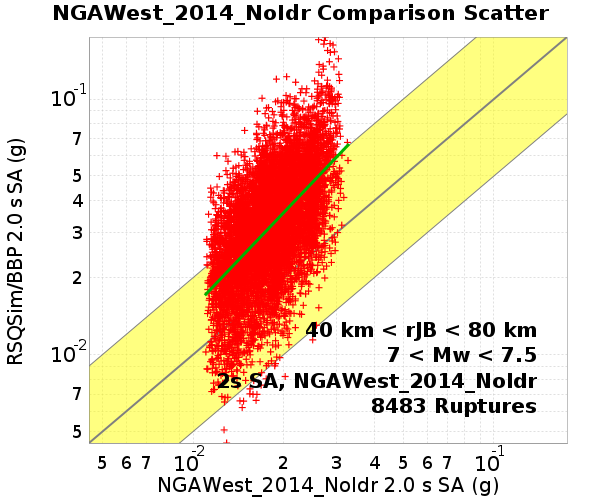 NGAWest_2014_NoIdr Comparison Scatter
RSQSim/BBP 2.0 s SA (g)
10-1
7
5
4
3
2
10-2
7
5
40 km < rJB < 80 km
7 < Mw < 7.5
2s SA, NGAWest_2014_NoIdr
8483 Ruptures
5 6 7 10-2 2 3 4 5 6 7 10-1
NGAWest_2014_NoIdr 2.0 s SA (g)